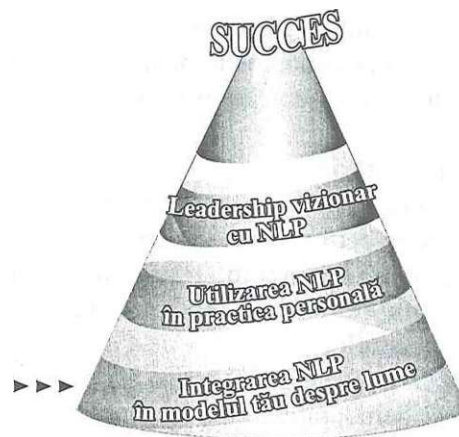 SUCCES
Leadership vizionar
cu NLP
Utilizarea NLP
în practica personală
Integrarea NLP
în modelul tău despre lume